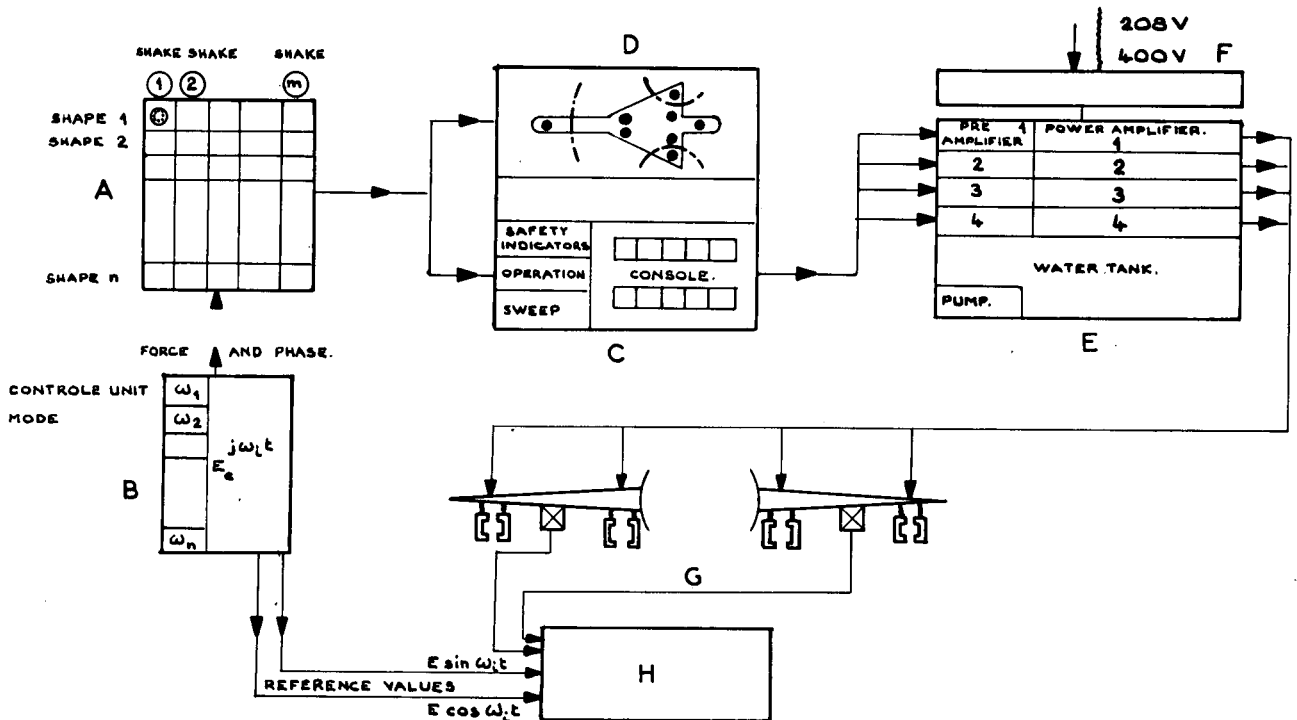 SHAKE SHAKE SHAKE
1 2 m
SHAPE 1
SHAPE 2
A
SHAPE n
FORCE AND PHASE.
CONTROLE UNIT
MODE
ω1
ω2
E e jωit
B
ωn
D
SAFETY
INDICATORS
OPERATION
SWEEP
CONSOLE.
C
208V
400V
F
PRE 1
AMPLIFIER
POWER AMPLIFIER.
1
2 2
3 3
4 4
WATER TANK.
PUMP.
E
G
H
E sin ωit
REFERENCE VALUES
E cos ωit